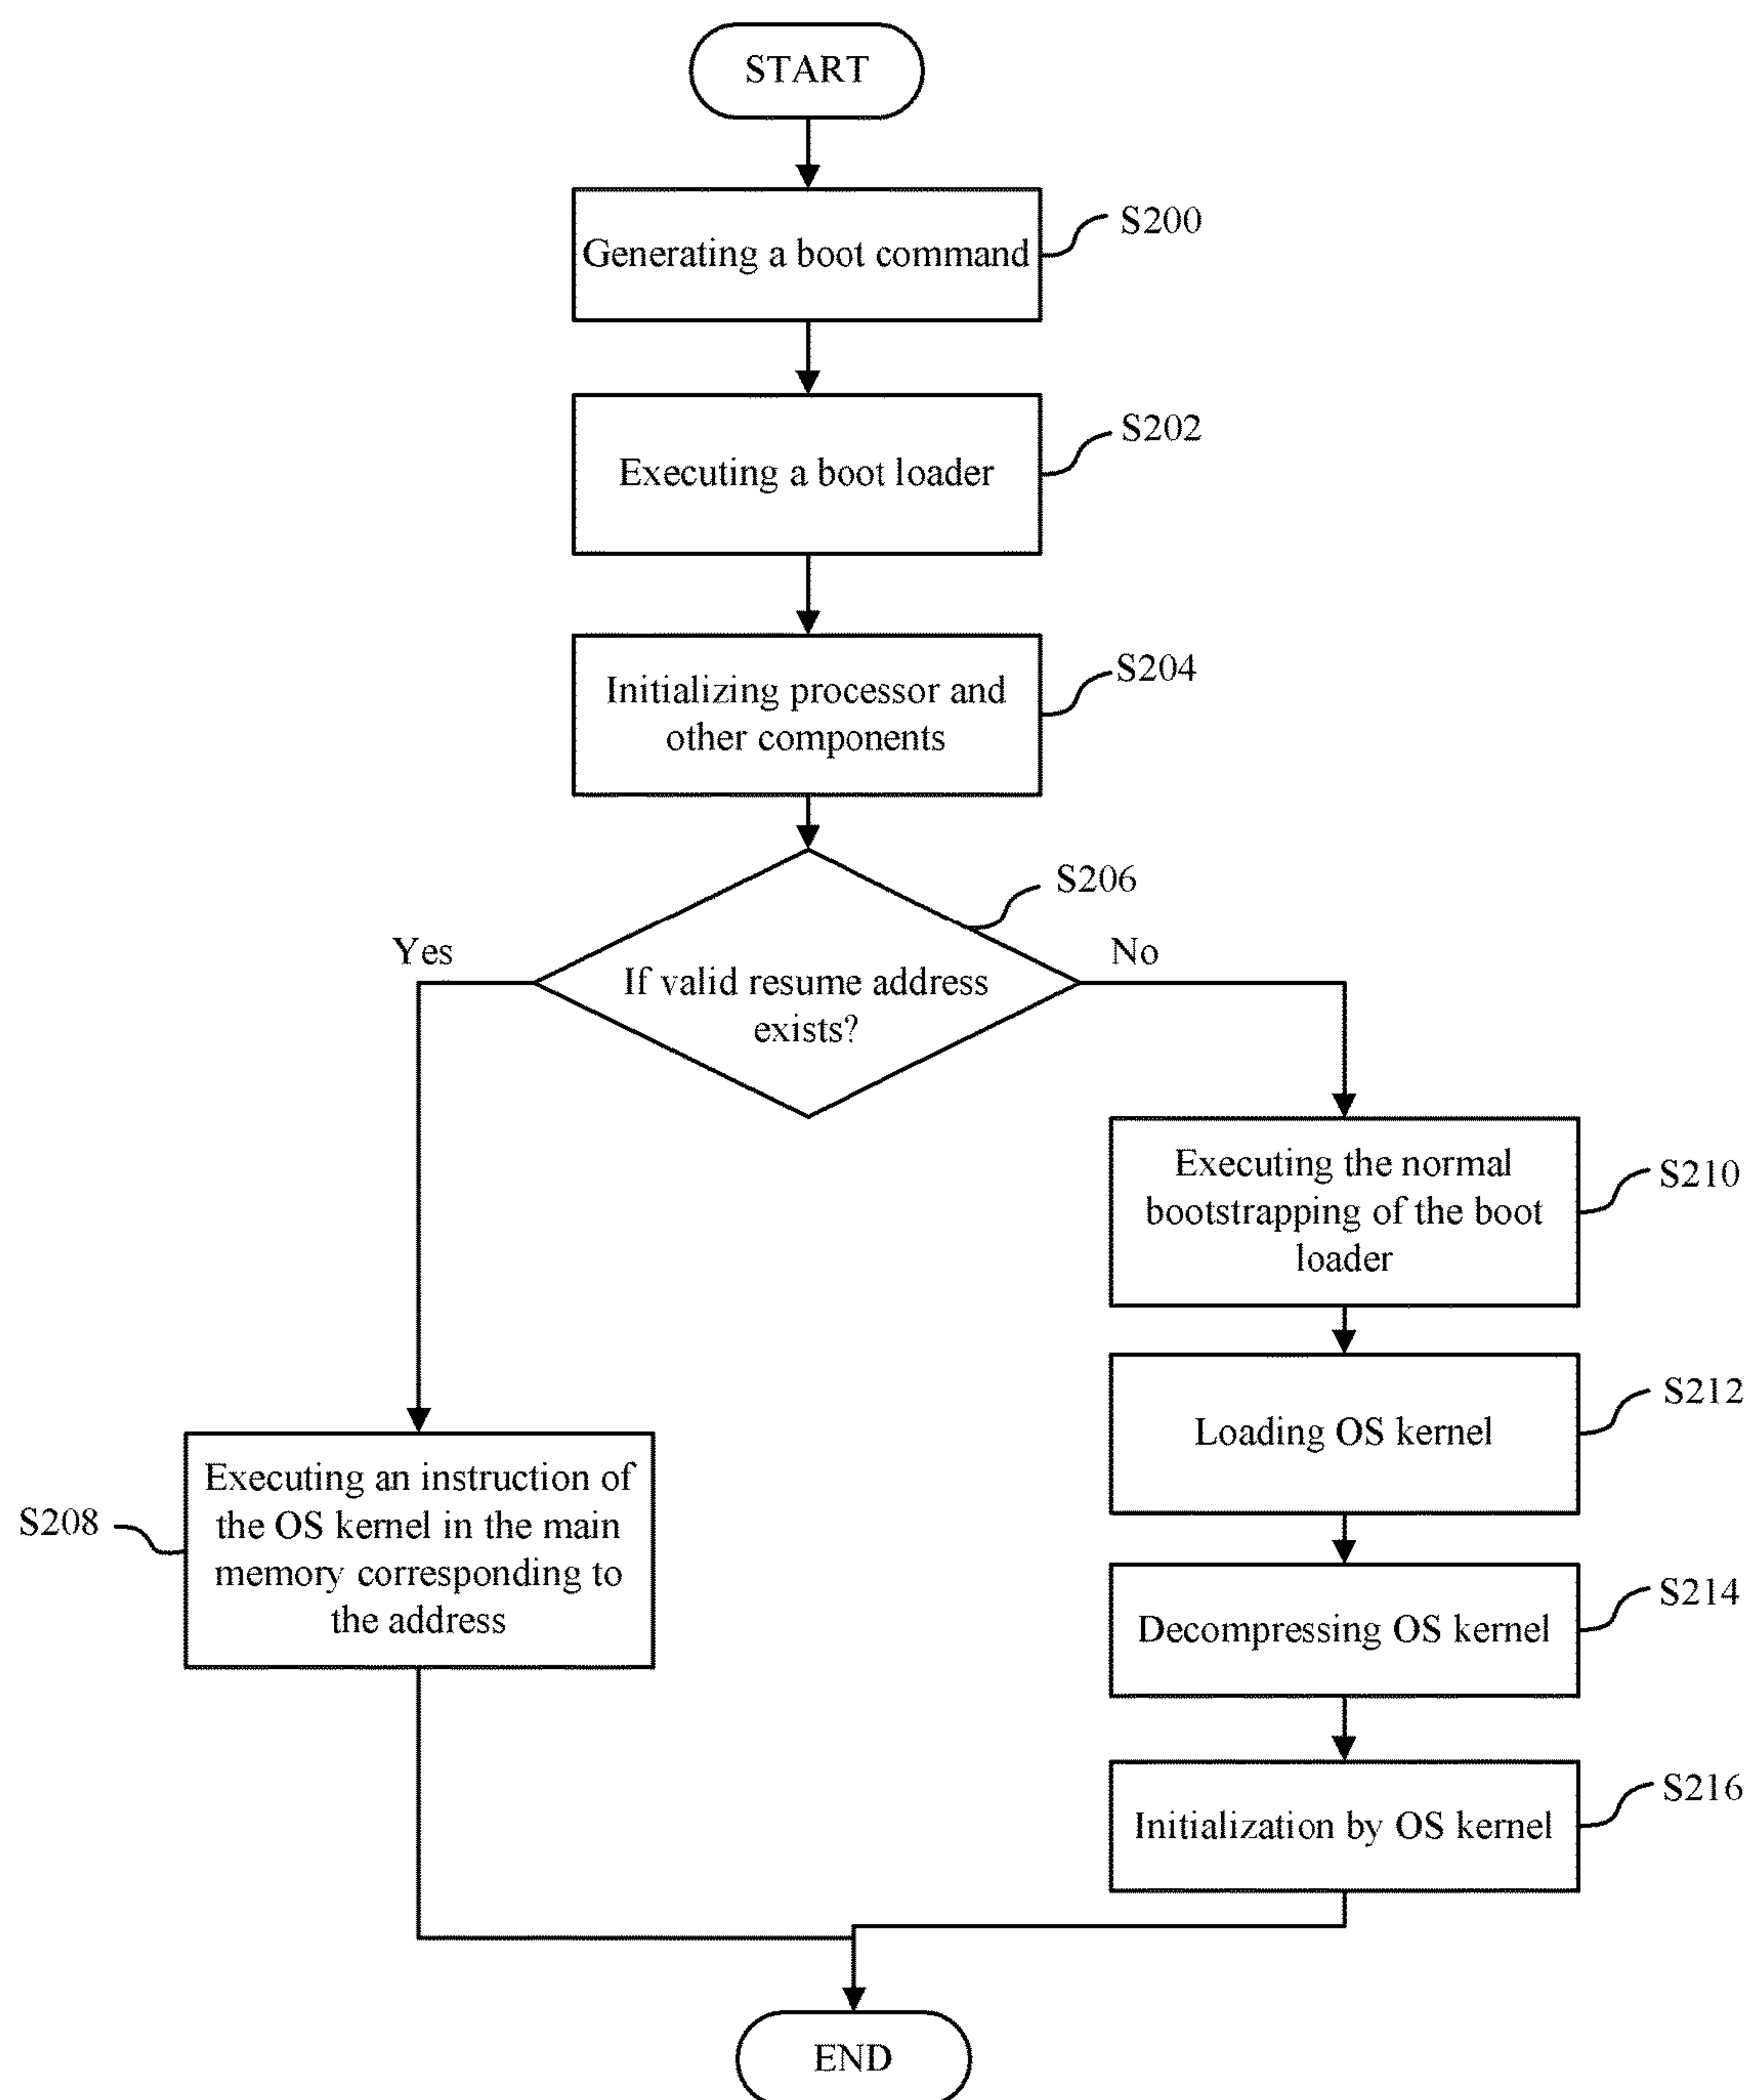 START
Generating a boot command
S200
Executing a boot loader
S202
Initializing processor and
other components
S204
If valid resume address
exists?
S206
Yes
No
Executing the normal
bootstrapping of the boot
loader
S210
Loading OS kernel
S212
Executing an instruction of
the OS kernel in the main
memory corresponding to
the address
S208
Decompressing OS kernel
S214
Initialization by OS kernel
S216
END